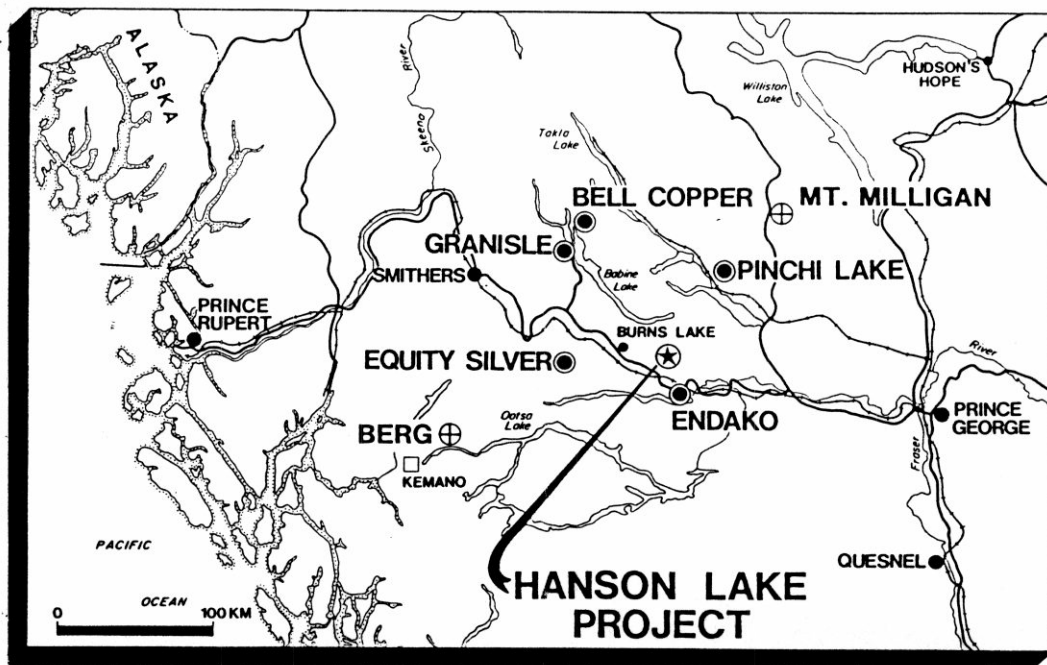 ALASKA
Skeena River
Takla Lake
Williston Lake
HUDSON'S HOPE
BELL COPPER
MT. MILLIGAN
GRANISLE
SMITHERS
Babine Lake
PINCHI LAKE
PRINCE RUPERT
BURNS LAKE
EQUITY SILVER
River
ENDAKO
PRINCE GEORGE
BERG
Ootsa Lake
Fraser
KEMANO
PACIFIC
OCEAN
QUESNEL
HANSON LAKE
PROJECT
0 100 KM